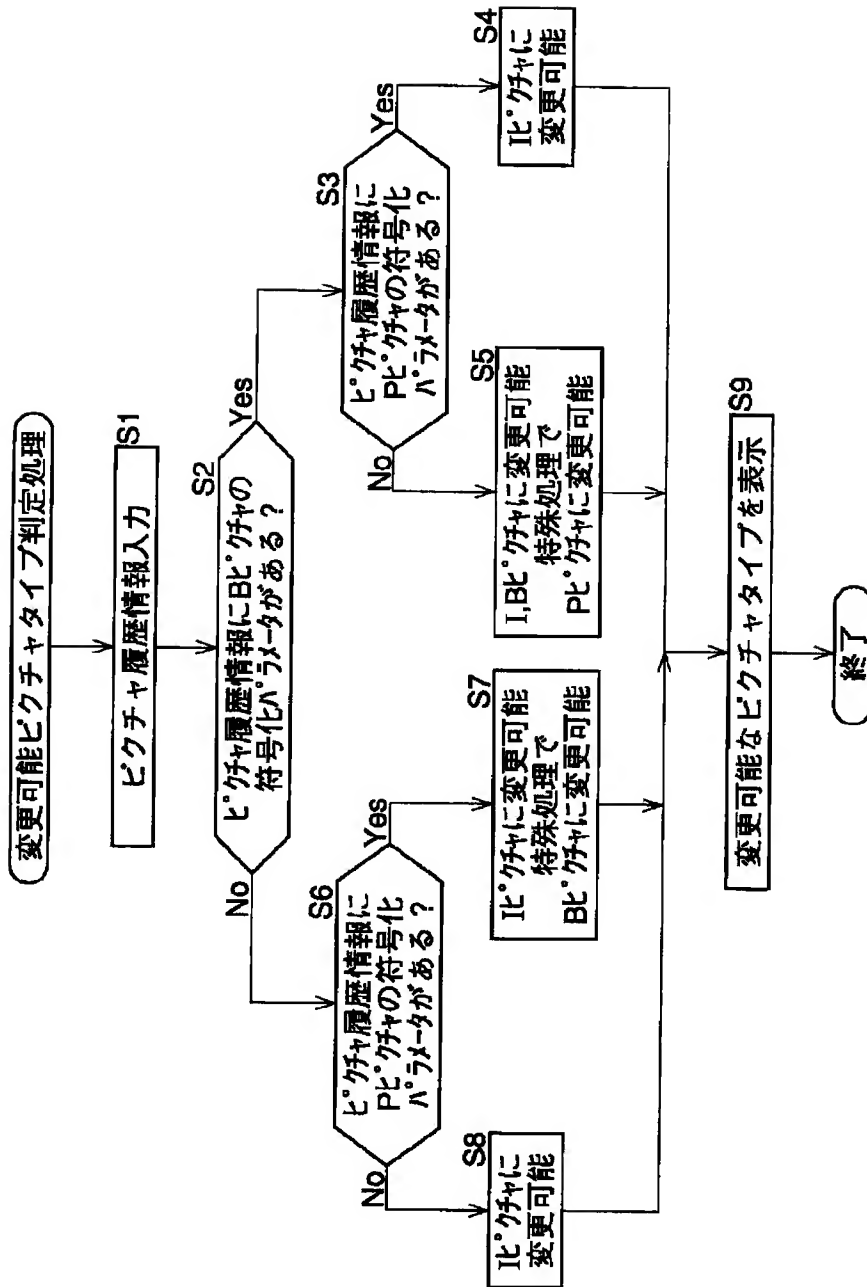 変更可能ピクチャタイプ判定処理
S1
ピクチャ履歴情報入力
S2
ピクチャ履歴情報にBピクチャの
符号化パラメータがある?
No
Yes
S6
ピクチャ履歴情報に
Pピクチャの符号化
パラメータがある?
No
Yes
S3
ピクチャ履歴情報に
Pピクチャの符号化
パラメータがある?
No
Yes
S8
Iピクチャに
変更可能
S7
Iピクチャに変更可能
特殊処理で
Bピクチャに変更可能
S5
I,Bピクチャに変更可能
特殊処理で
Pピクチャに変更可能
S4
Iピクチャに
変更可能
S9
変更可能なピクチャタイプを表示
終了